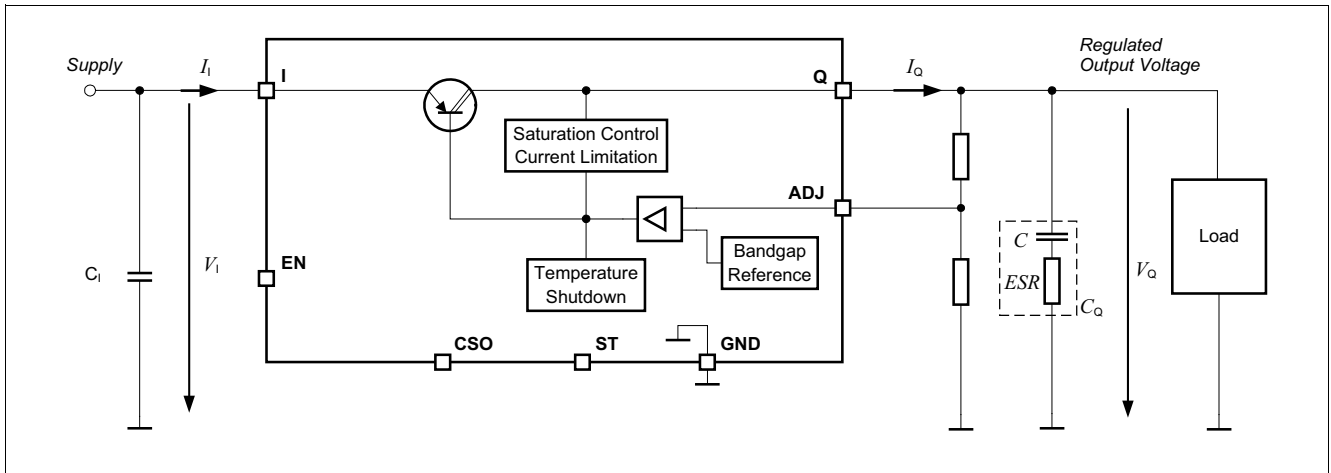 Supply
I_I
I
Q
I_Q
Regulated
Output Voltage
Saturation Control
Current Limitation
ADJ
Bandgap
Reference
Temperature
Shutdown
EN
C_I
V_I
CSO
ST
GND
C
ESR
C_Q
V_Q
Load